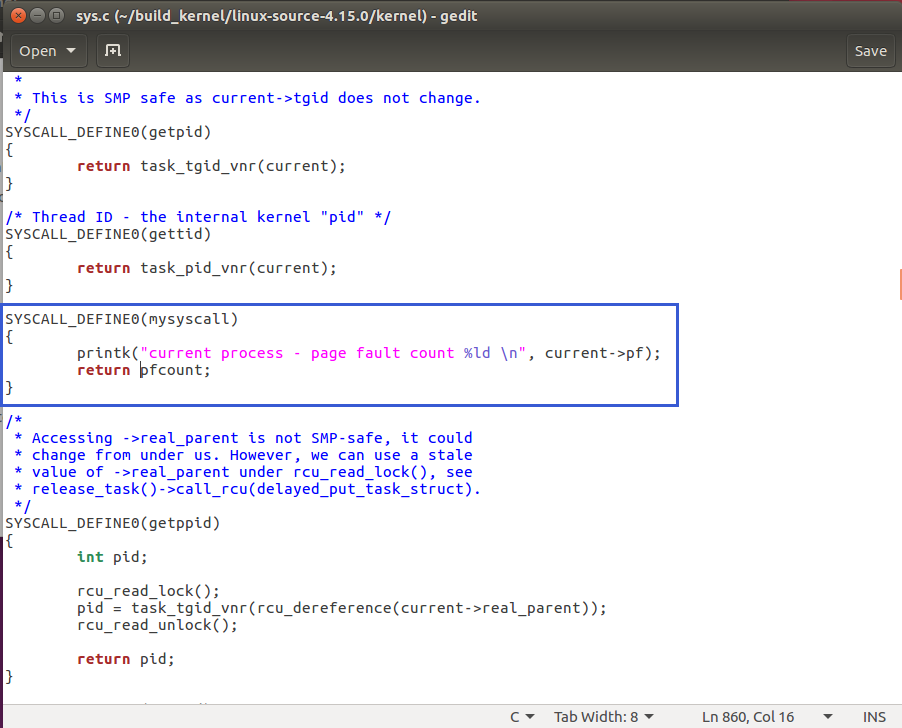 sys.c (~/build_kernel/linux-source-4.15.0/kernel) - gedit
Open
Save
*
* This is SMP safe as current->tgid does not change.
*/
SYSCALL_DEFINE0(getpid)
{
return task_tgid_vnr(current);
}
/* Thread ID - the internal kernel "pid" */
SYSCALL_DEFINE0(gettid)
{
return task_pid_vnr(current);
}
SYSCALL_DEFINE0(mysyscall)
{
printk("current process - page fault count %ld \n", current->pf);
return pfcount;
}
/*
* Accessing ->real_parent is not SMP-safe, it could
* change from under us. However, we can use a stale
* value of ->real_parent under rcu_read_lock(), see
* release_task()->call_rcu(delayed_put_task_struct).
*/
SYSCALL_DEFINE0(getppid)
{
int pid;
rcu_read_lock();
pid = task_tgid_vnr(rcu_dereference(current->real_parent));
rcu_read_unlock();
return pid;
}
C
Tab Width: 8
Ln 860, Col 16
INS